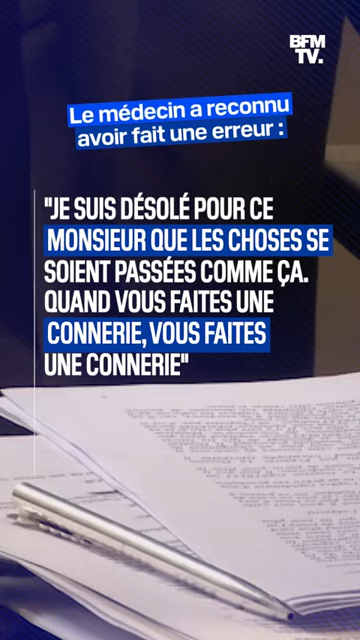 BFM
TV.
Le médecin a reconnu
avoir fait une erreur :
"JE SUIS DÉSOLÉ POUR CE
MONSIEUR QUE LES CHOSES SE
SOIENT PASSÉES COMME ÇA.
QUAND VOUS FAITES UNE
CONNERIE, VOUS FAITES
UNE CONNERIE"